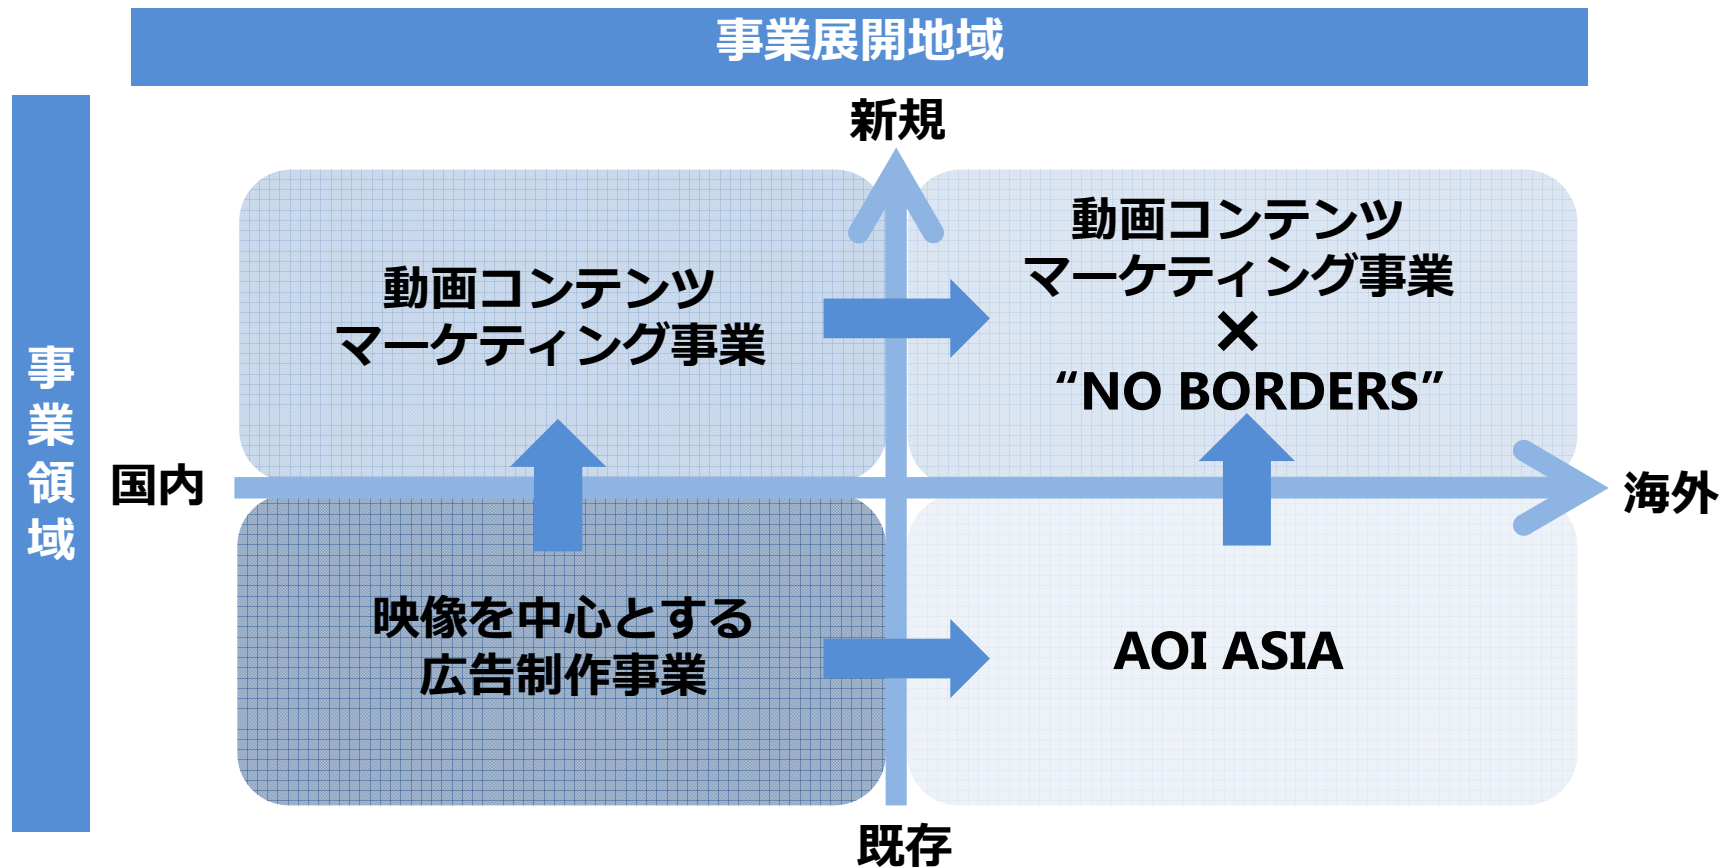 事業展開地域
新規
事業領域
動画コンテンツ
マーケティング事業
動画コンテンツ
マーケティング事業
×
“NO BORDERS”
国内
海外
映像を中心とする
広告制作事業
AOI ASIA
既存